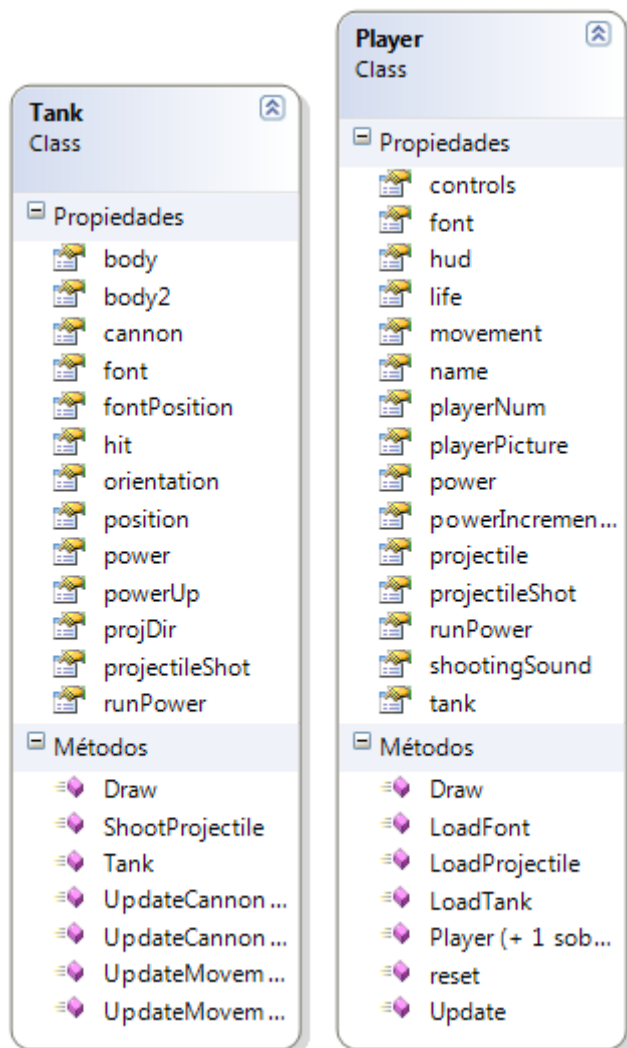 Tank
Class
Propiedades
body
body2
cannon
font
fontPosition
hit
orientation
position
power
powerUp
projDir
projectileShot
runPower
Métodos
Draw
ShootProjectile
Tank
UpdateCannon ...
UpdateCannon ...
UpdateMovem ...
UpdateMovem ...
Player
Class
Propiedades
controls
font
hud
life
movement
name
playerNum
playerPicture
power
powerIncremen...
projectile
projectileShot
runPower
shootingSound
tank
Métodos
Draw
LoadFont
LoadProjectile
LoadTank
Player (+ 1 sob...
reset
Update